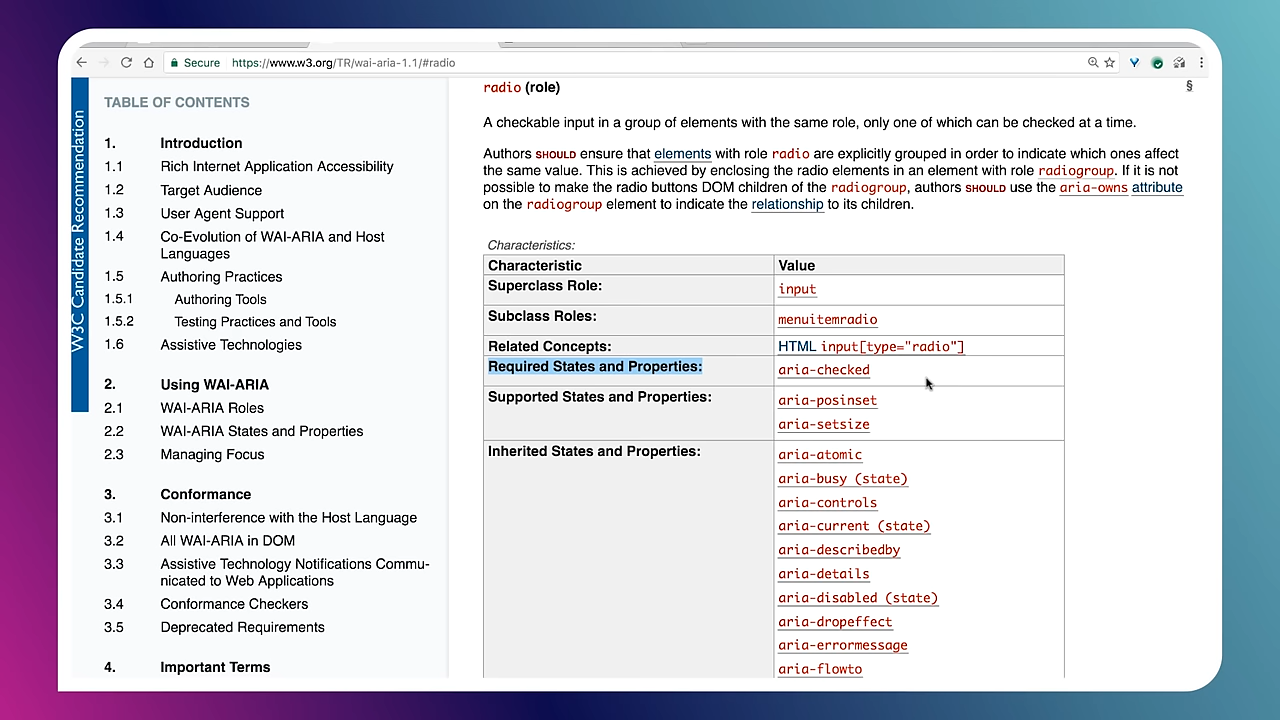 Secure
https://www.w3.org/TR/wai-aria-1.1/#radio
W3C Candidate Recommendation
TABLE OF CONTENTS
1. Introduction
1.1 Rich Internet Application Accessibility
1.2 Target Audience
1.3 User Agent Support
1.4 Co-Evolution of WAI-ARIA and Host
Languages
1.5 Authoring Practices
1.5.1 Authoring Tools
1.5.2 Testing Practices and Tools
1.6 Assistive Technologies
2. Using WAI-ARIA
2.1 WAI-ARIA Roles
2.2 WAI-ARIA States and Properties
2.3 Managing Focus
3. Conformance
3.1 Non-interference with the Host Language
3.2 All WAI-ARIA in DOM
3.3 Assistive Technology Notifications Commu-
nicated to Web Applications
3.4 Conformance Checkers
3.5 Deprecated Requirements
4. Important Terms
radio (role) §
A checkable input in a group of elements with the same role, only one of which can be checked at a time.
Authors SHOULD ensure that elements with role radio are explicitly grouped in order to indicate which ones affect
the same value. This is achieved by enclosing the radio elements in an element with role radiogroup. If it is not
possible to make the radio buttons DOM children of the radiogroup, authors SHOULD use the aria-owns attribute
on the radiogroup element to indicate the relationship to its children.
Characteristics:
Characteristic Value
Superclass Role: input
Subclass Roles: menuitemradio
Related Concepts: HTML input[type="radio"]
Required States and Properties: aria-checked
Supported States and Properties: aria-posinset
aria-setsize
Inherited States and Properties: aria-atomic
aria-busy (state)
aria-controls
aria-current (state)
aria-describedby
aria-details
aria-disabled (state)
aria-dropeffect
aria-errormessage
aria-flowto